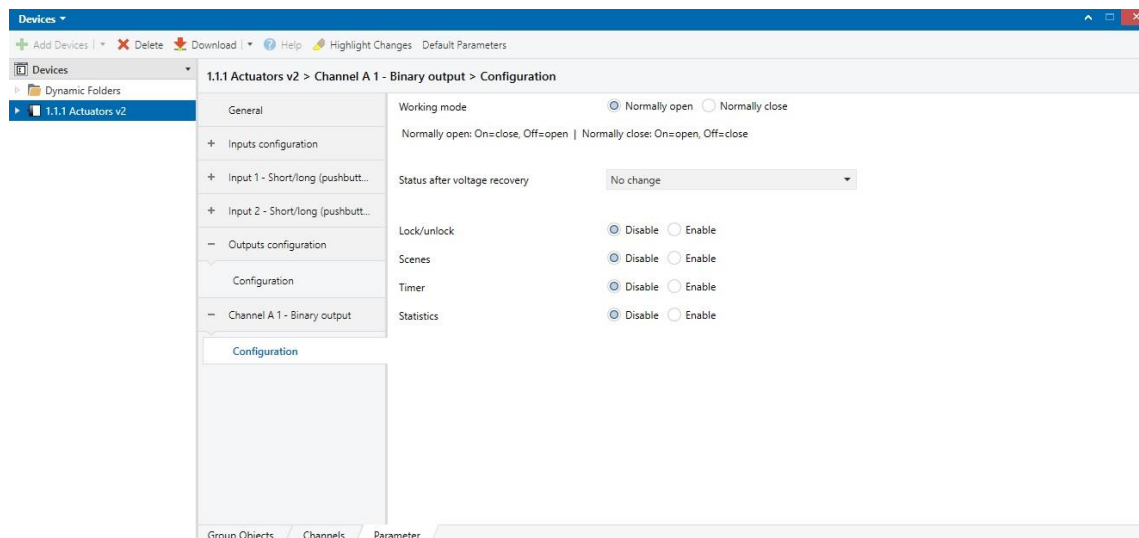 Devices
Add Devices Delete Download Help Highlight Changes Default Parameters
Devices
Dynamic Folders
1.1.1 Actuators v2
1.1.1 Actuators v2 > Channel A 1 - Binary output > Configuration
General
+ Inputs configuration
+ Input 1 - Short/long (pushbutt...
+ Input 2 - Short/long (pushbutt...
− Outputs configuration
Configuration
− Channel A 1 - Binary output
Configuration
Working mode Normally open Normally close
Normally open: On=close, Off=open | Normally close: On=open, Off=close
Status after voltage recovery No change
Lock/unlock Disable Enable
Scenes Disable Enable
Timer Disable Enable
Statistics Disable Enable
Group Objects Channels Parameter